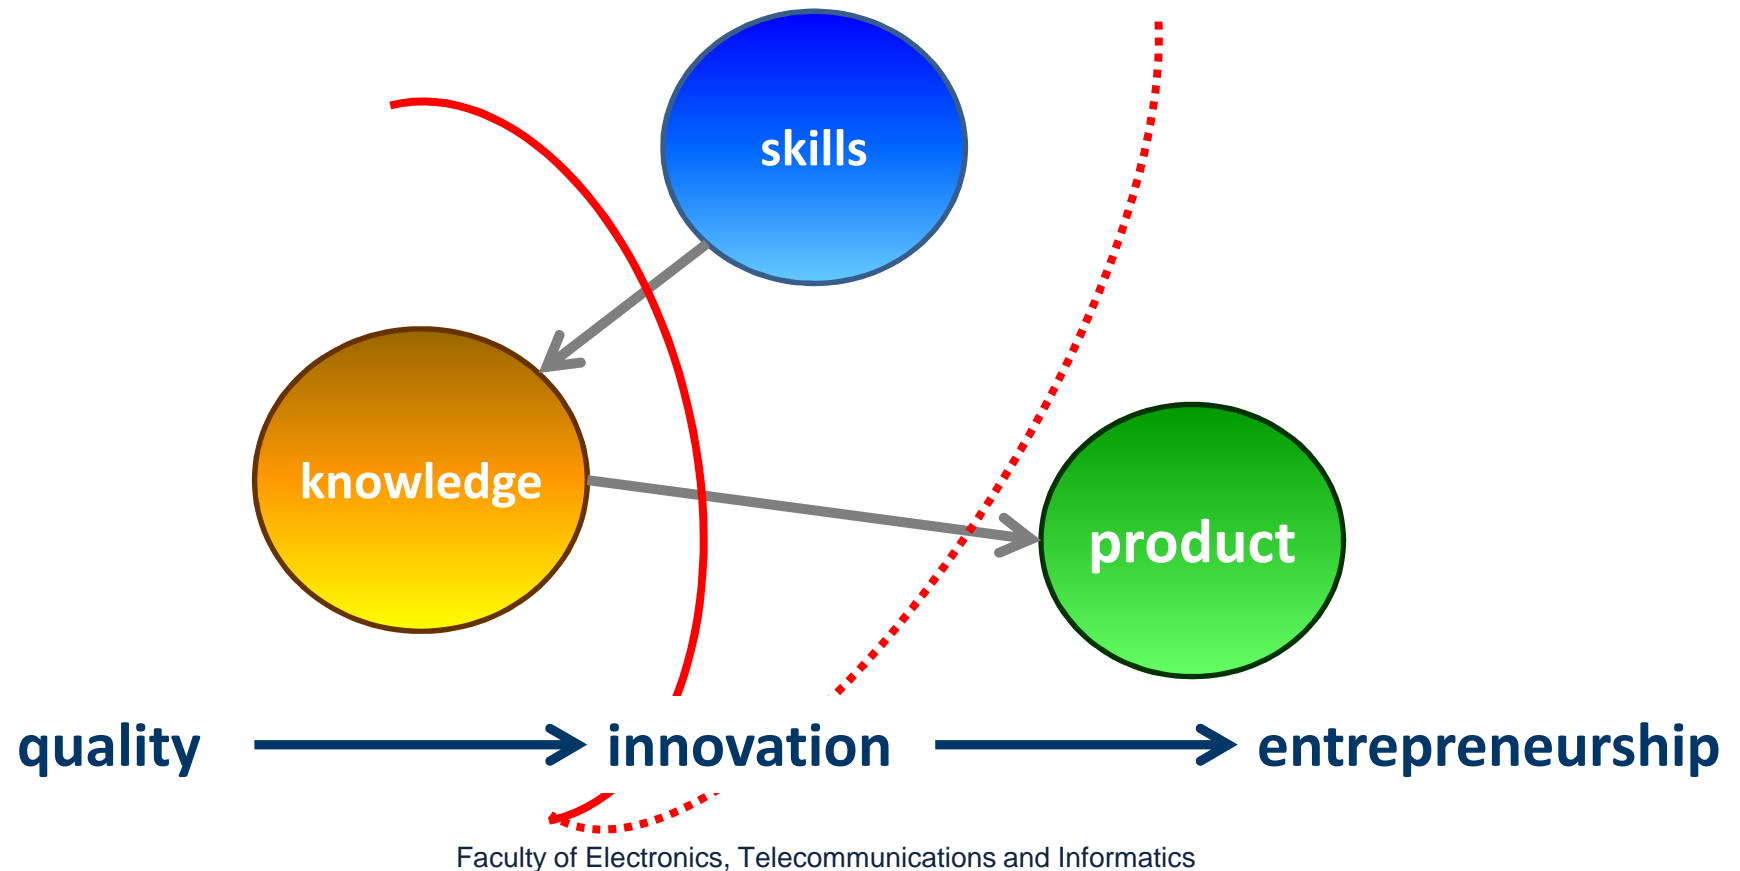 skills
knowledge
product
quality innovation entrepreneurship
Faculty of Electronics, Telecommunications and Informatics